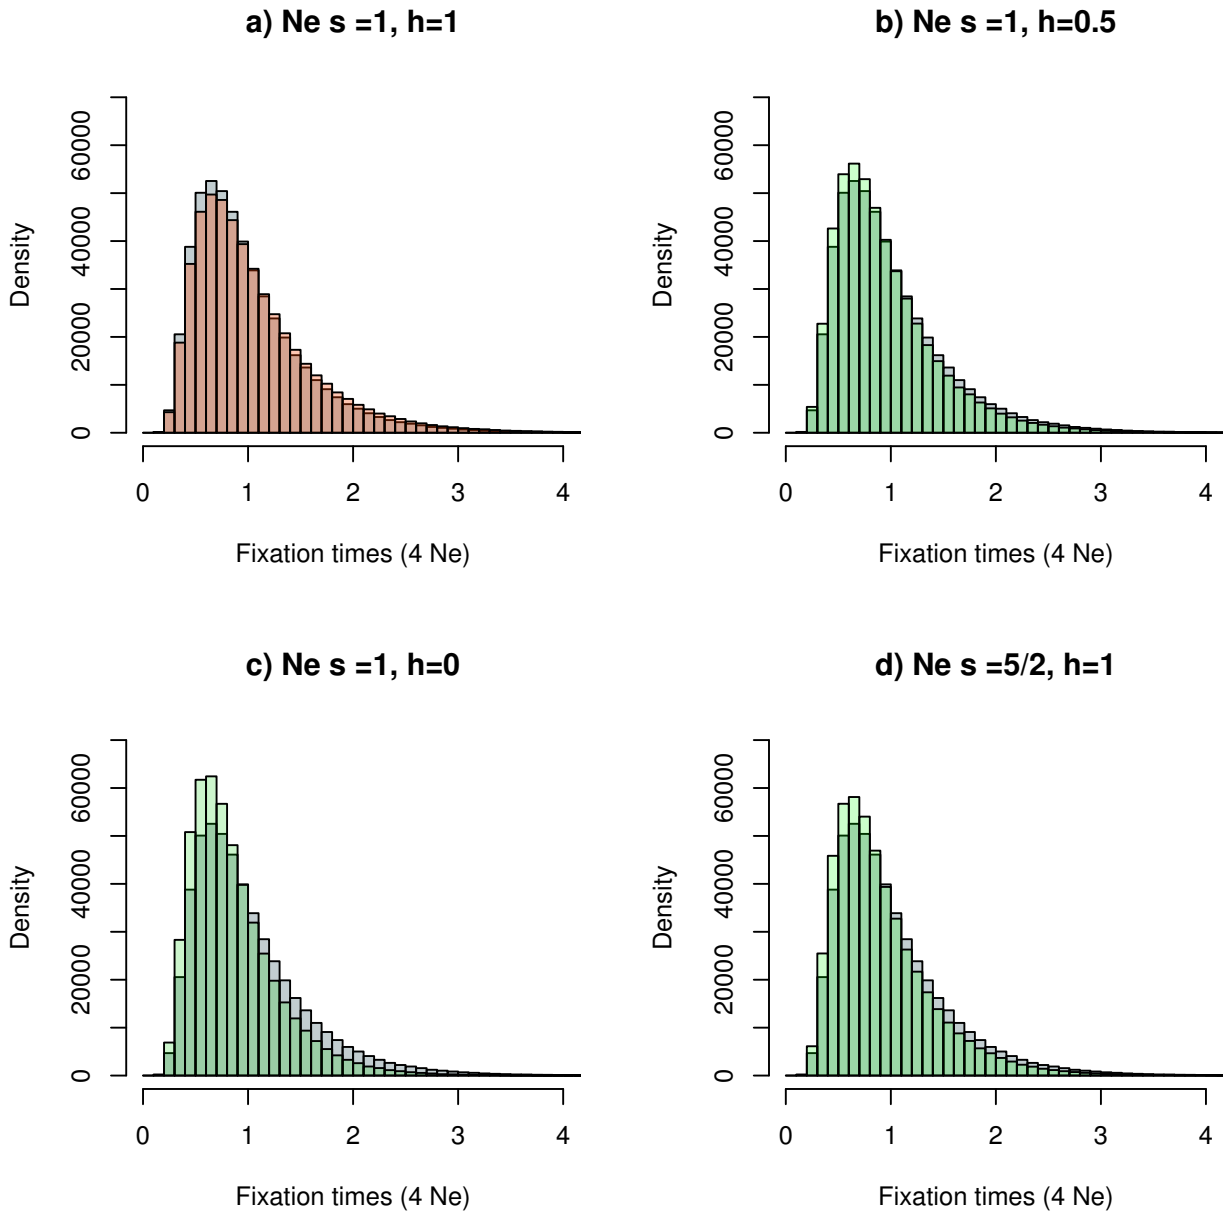 a) Ne s =1, h=1
Density
0
20000
40000
60000
0 1 2 3 4
Fixation times (4 Ne)
b) Ne s =1, h=0.5
Density
0
20000
40000
60000
0 1 2 3 4
Fixation times (4 Ne)
c) Ne s =1, h=0
Density
0
20000
40000
60000
0 1 2 3 4
Fixation times (4 Ne)
d) Ne s =5/2, h=1
Density
0
20000
40000
60000
0 1 2 3 4
Fixation times (4 Ne)